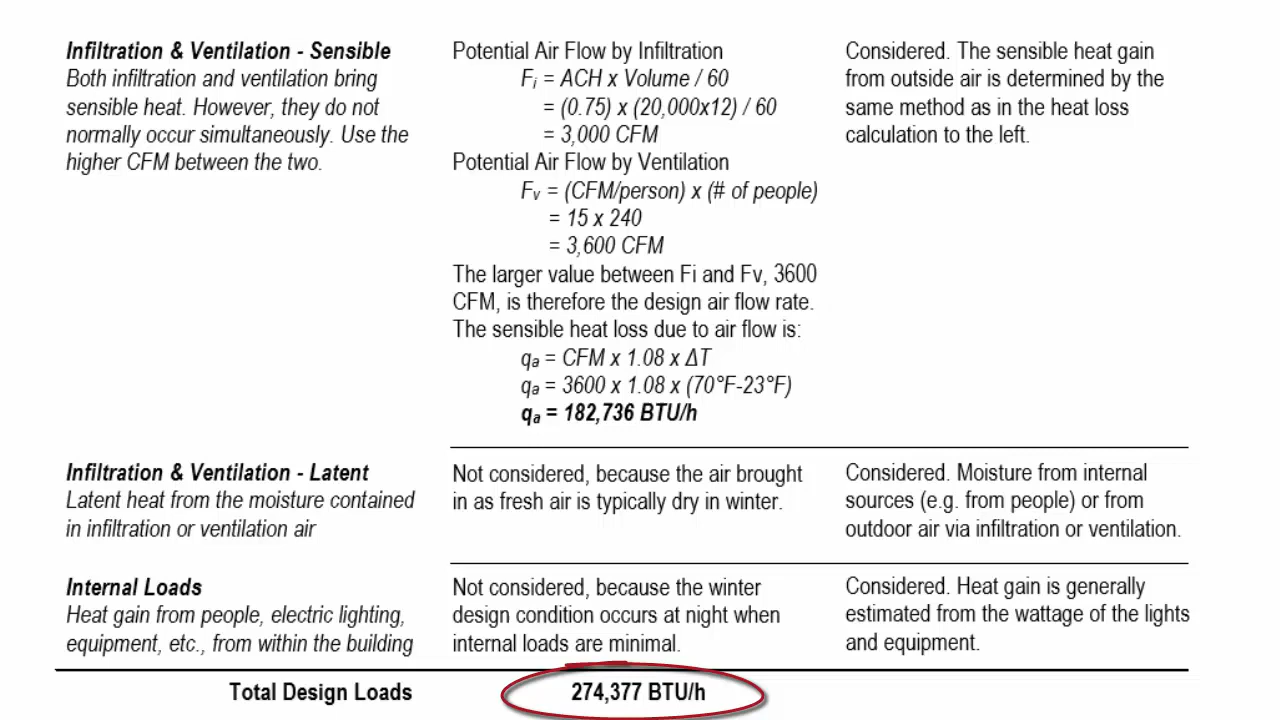 Infiltration & Ventilation - Sensible
Both infiltration and ventilation bring
sensible heat. However, they do not
normally occur simultaneously. Use the
higher CFM between the two.
Potential Air Flow by Infiltration
Fi = ACH x Volume / 60
= (0.75) x (20,000x12) / 60
= 3,000 CFM
Potential Air Flow by Ventilation
Fv = (CFM/person) x (# of people)
= 15 x 240
= 3,600 CFM
The larger value between Fi and Fv, 3600
CFM, is therefore the design air flow rate.
The sensible heat loss due to air flow is:
qa = CFM x 1.08 x ΔT
qa = 3600 x 1.08 x (70°F-23°F)
qa = 182,736 BTU/h
Considered. The sensible heat gain
from outside air is determined by the
same method as in the heat loss
calculation to the left.
Infiltration & Ventilation - Latent
Latent heat from the moisture contained
in infiltration or ventilation air
Not considered, because the air brought
in as fresh air is typically dry in winter.
Considered. Moisture from internal
sources (e.g. from people) or from
outdoor air via infiltration or ventilation.
Internal Loads
Heat gain from people, electric lighting,
equipment, etc., from within the building
Not considered, because the winter
design condition occurs at night when
internal loads are minimal.
Considered. Heat gain is generally
estimated from the wattage of the lights
and equipment.
Total Design Loads
274,377 BTU/h